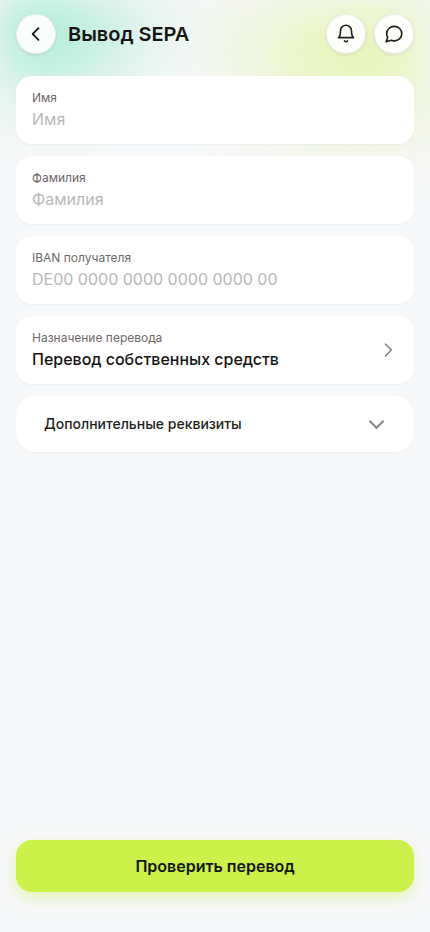 Вывод SEPA
Имя
Имя
Фамилия
Фамилия
IBAN получателя
DE00 0000 0000 0000 0000 00
Назначение перевода
Перевод собственных средств
Дополнительные реквизиты
Проверить перевод